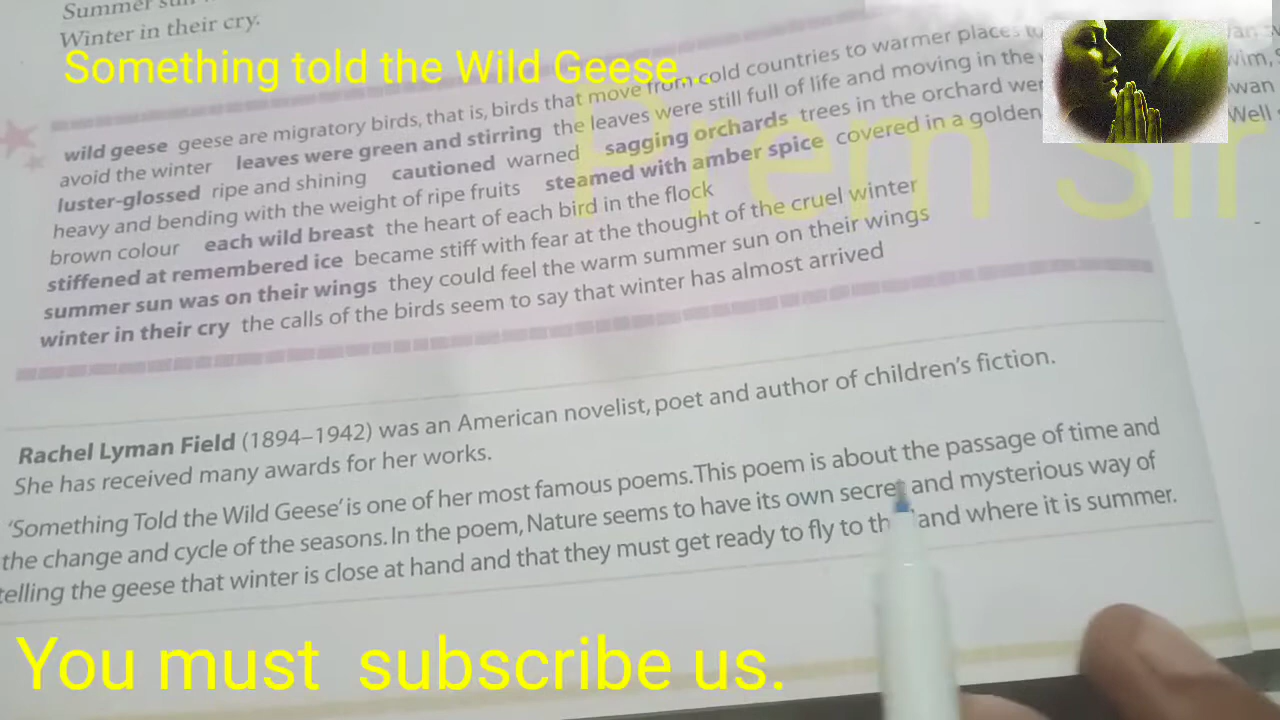 Summer sun
Winter in their cry.
Something told the Wild Geese
wild geese geese are migratory birds, that is, birds that move from cold countries to warmer places to
avoid the winter leaves were green and stirring the leaves were still full of life and moving in the
luster-glossed ripe and shining cautioned warned sagging orchards trees in the orchard were
heavy and bending with the weight of ripe fruits steamed with amber spice covered in a golden
brown colour each wild breast the heart of each bird in the flock
stiffened at remembered ice became stiff with fear at the thought of the cruel winter
summer sun was on their wings they could feel the warm summer sun on their wings
winter in their cry the calls of the birds seem to say that winter has almost arrived
Prem Sir
Rachel Lyman Field (1894–1942) was an American novelist, poet and author of children's fiction.
She has received many awards for her works.
'Something Told the Wild Geese' is one of her most famous poems. This poem is about the passage of time and
the change and cycle of the seasons. In the poem, Nature seems to have its own secret and mysterious way of
telling the geese that winter is close at hand and that they must get ready to fly to the land where it is summer.
You must subscribe us.